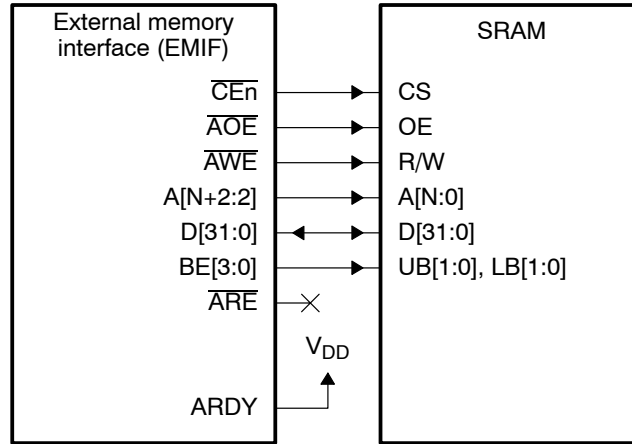 External memory
interface (EMIF)
SRAM
CEn
CS
AOE
OE
AWE
R/W
A[N+2:2]
A[N:0]
D[31:0]
D[31:0]
BE[3:0]
UB[1:0], LB[1:0]
ARE
VDD
ARDY